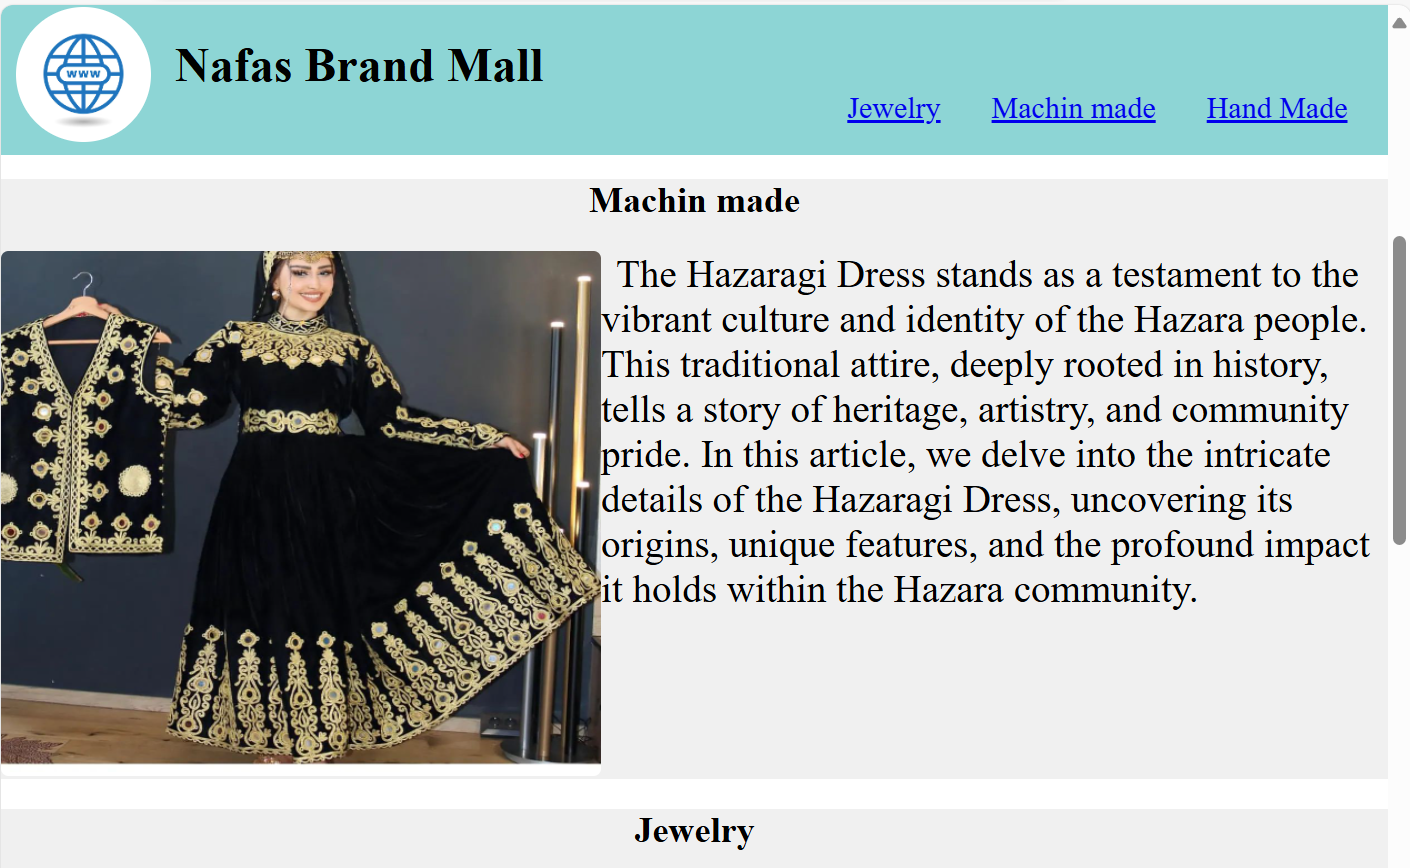 www
Nafas Brand Mall
Jewelry Machin made Hand Made
Machin made
The Hazaragi Dress stands as a testament to the
vibrant culture and identity of the Hazara people.
This traditional attire, deeply rooted in history,
tells a story of heritage, artistry, and community
pride. In this article, we delve into the intricate
details of the Hazaragi Dress, uncovering its
origins, unique features, and the profound impact
it holds within the Hazara community.
Jewelry